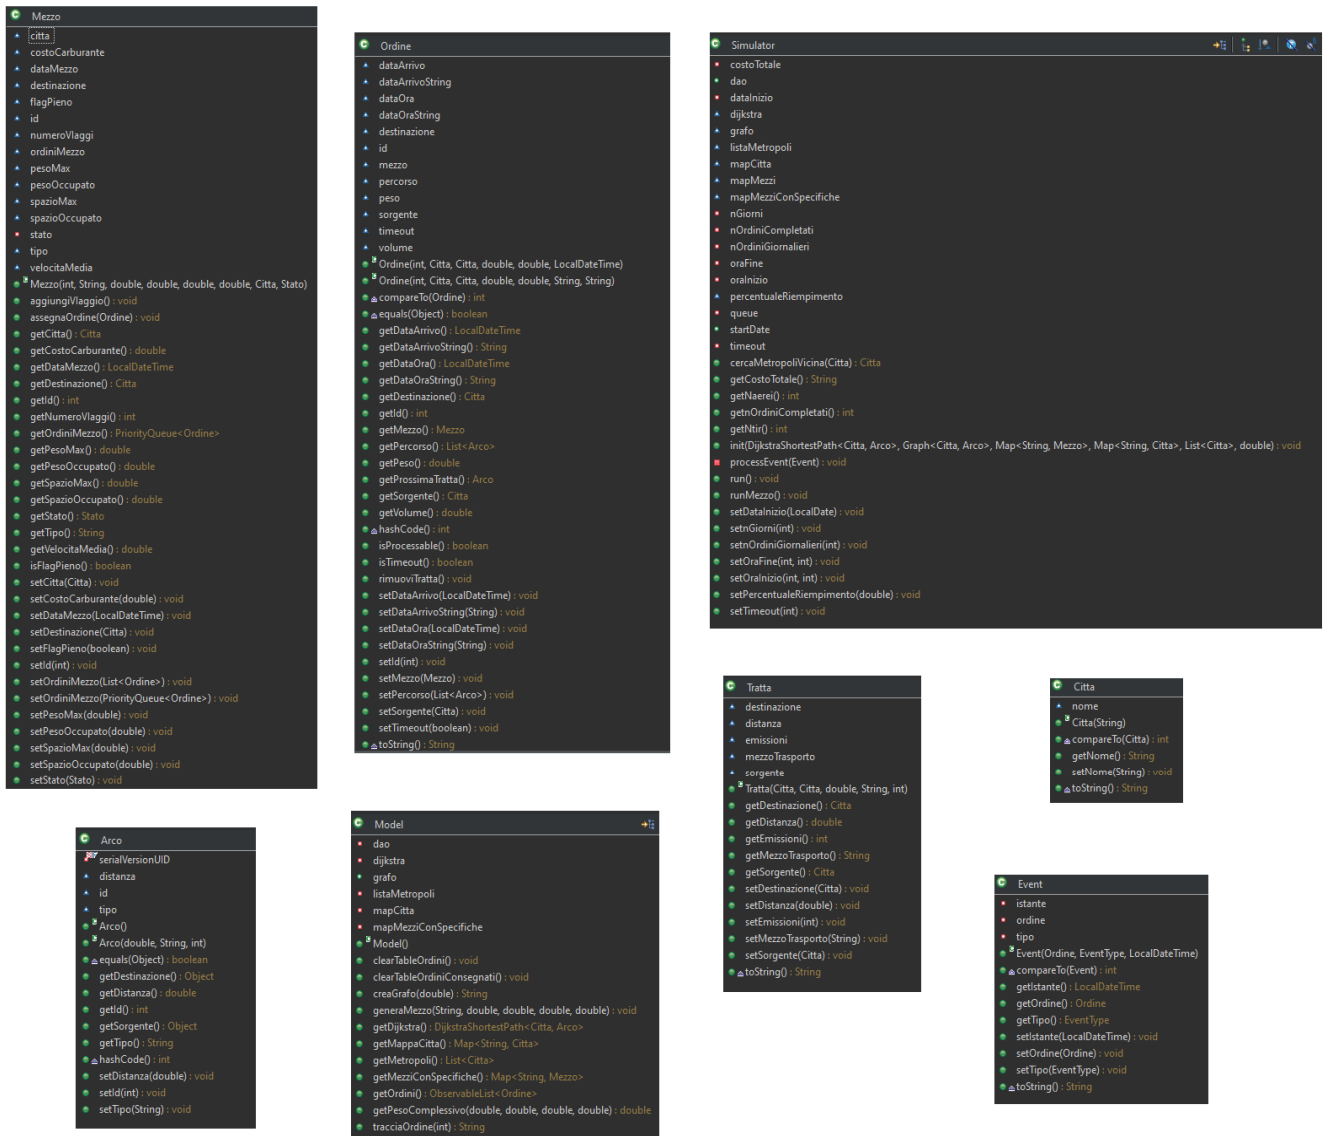 Mezzo
citta
costoCarburante
dataMezzo
destinazione
flagPieno
id
numeroVIaggi
ordiniMezzo
pesoMax
pesoOccupato
spazioMax
spazioOccupato
stato
tipo
velocitaMedia
Mezzo(int, String, double, double, double, double, Citta, Stato)
aggiungiVIaggio() : void
assegnaOrdine(Ordine) : void
getCitta() : Citta
getCostoCarburante() : double
getDataMezzo() : LocalDateTime
getDestinazione() : Citta
getId() : int
getNumeroVIaggi() : int
getOrdiniMezzo() : PriorityQueue<Ordine>
getPesoMax() : double
getPesoOccupato() : double
getSpazioMax() : double
getSpazioOccupato() : double
getStato() : Stato
getTipo() : String
getVelocitaMedia() : double
isFlagPieno() : boolean
setCitta(Citta) : void
setCostoCarburante(double) : void
setDataMezzo(LocalDateTime) : void
setDestinazione(Citta) : void
setFlagPieno(boolean) : void
setId(int) : void
setOrdiniMezzo(List<Ordine>) : void
setOrdiniMezzo(PriorityQueue<Ordine>) : void
setPesoMax(double) : void
setPesoOccupato(double) : void
setSpazioMax(double) : void
setSpazioOccupato(double) : void
setStato(Stato) : void
Ordine
dataArrivo
dataArrivoString
dataOra
dataOraString
destinazione
id
mezzo
percorso
peso
sorgente
timeout
volume
Ordine(int, Citta, Citta, double, double, LocalDateTime)
Ordine(int, Citta, Citta, double, double, String, String)
compareTo(Ordine) : int
equals(Object) : boolean
getDataArrivo() : LocalDateTime
getDataArrivoString() : String
getDataOra() : LocalDateTime
getDataOraString() : String
getDestinazione() : Citta
getId() : int
getMezzo() : Mezzo
getPercorso() : List<Arco>
getPeso() : double
getProssimaTratta() : Arco
getSorgente() : Citta
getVolume() : double
hashCode() : int
isProcessable() : boolean
isTimeout() : boolean
rimuoviTratta() : void
setDataArrivo(LocalDateTime) : void
setDataArrivoString(String) : void
setDataOra(LocalDateTime) : void
setDataOraString(String) : void
setId(int) : void
setMezzo(Mezzo) : void
setPercorso(List<Arco>) : void
setSorgente(Citta) : void
setTimeout(boolean) : void
toString() : String
Simulator
costoTotale
dao
dataInizio
dijkstra
grafo
listaMetropoli
mapCitta
mapMezzi
mapMezziConSpecifiche
nGiorni
nOrdiniCompletati
nOrdiniGiornalieri
oraFine
oraInizio
percentualeRiempimento
queue
startDate
timeout
cercaMetropoliVicina(Citta) : Citta
getCostoTotale() : String
getNaerei() : int
getnOrdiniCompletati() : int
getNtir() : int
init(DijkstraShortestPath<Citta, Arco>, Graph<Citta, Arco>, Map<String, Mezzo>, Map<String, Citta>, List<Citta>, double) : void
processEvent(Event) : void
run() : void
runMezzo() : void
setDataInizio(LocalDate) : void
setnGiorni(int) : void
setnOrdiniGiornalieri(int) : void
setOraFine(int, int) : void
setOraInizio(int, int) : void
setPercentualeRiempimento(double) : void
setTimeout(int) : void
Tratta
destinazione
distanza
emissioni
mezzoTrasporto
sorgente
Tratta(Citta, Citta, double, String, int)
getDestinazione() : Citta
getDistanza() : double
getEmissioni() : int
getMezzoTrasporto() : String
getSorgente() : Citta
setDestinazione(Citta) : void
setDistanza(double) : void
setEmissioni(int) : void
setMezzoTrasporto(String) : void
setSorgente(Citta) : void
toString() : String
Citta
nome
Citta(String)
compareTo(Citta) : int
getNome() : String
setNome(String) : void
toString() : String
Arco
serialVersionUID
distanza
id
tipo
Arco()
Arco(double, String, int)
equals(Object) : boolean
getDestinazione() : Object
getDistanza() : double
getId() : int
getSorgente() : Object
getTipo() : String
hashCode() : int
setDistanza(double) : void
setId(int) : void
setTipo(String) : void
Model
dao
dijkstra
grafo
listaMetropoli
mapCitta
mapMezziConSpecifiche
Model()
clearTableOrdini() : void
clearTableOrdiniConsegnati() : void
creaGrafo(double) : String
generaMezzo(String, double, double, double, double) : void
getDijkstra() : DijkstraShortestPath<Citta, Arco>
getMappaCitta() : Map<String, Citta>
getMetropoli() : List<Citta>
getMezziConSpecifiche() : Map<String, Mezzo>
getOrdini() : ObservableList<Ordine>
getPesoComplessivo(double, double, double, double) : double
tracciaOrdine(int) : String
Event
istante
ordine
tipo
Event(Ordine, EventType, LocalDateTime)
compareTo(Event) : int
getIstante() : LocalDateTime
getOrdine() : Ordine
getTipo() : EventType
setIstante(LocalDateTime) : void
setOrdine(Ordine) : void
setTipo(EventType) : void
toString() : String